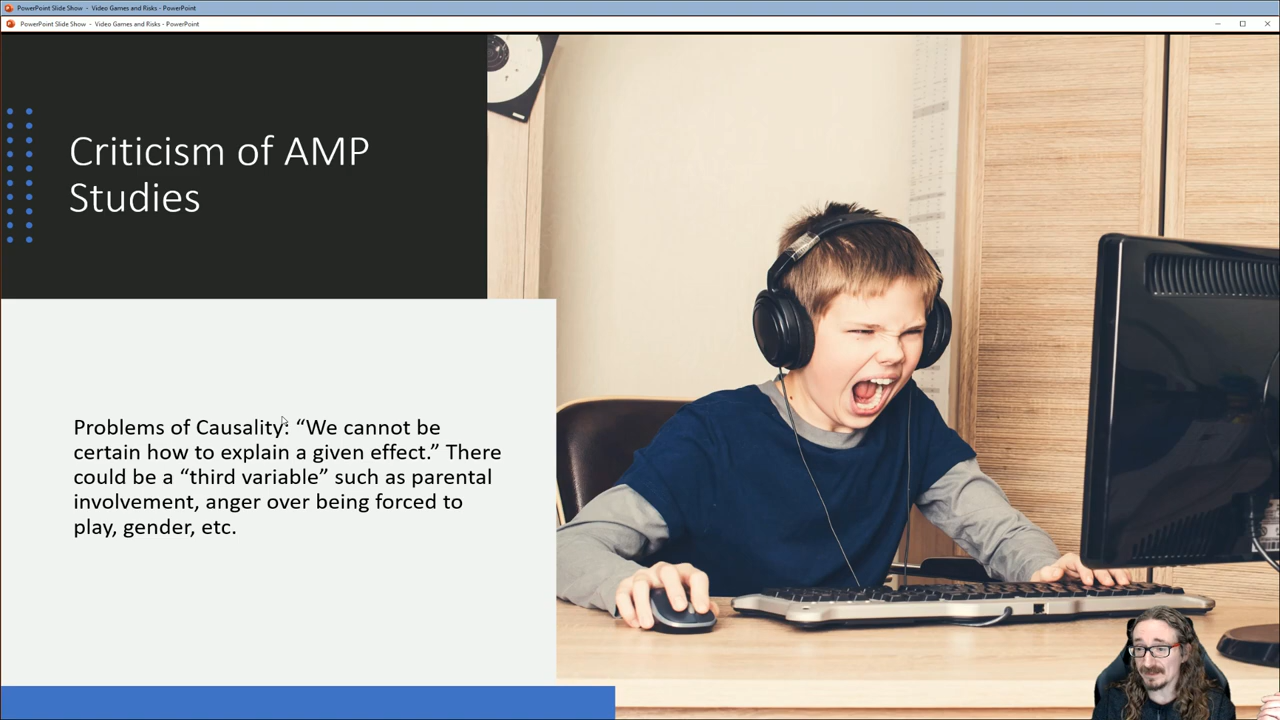 PowerPoint Slide Show - Video Games and Risks - PowerPoint
PowerPoint Slide Show - Video Games and Risks - PowerPoint
Criticism of AMP
Studies
Problems of Causality: “We cannot be
certain how to explain a given effect.” There
could be a “third variable” such as parental
involvement, anger over being forced to
play, gender, etc.